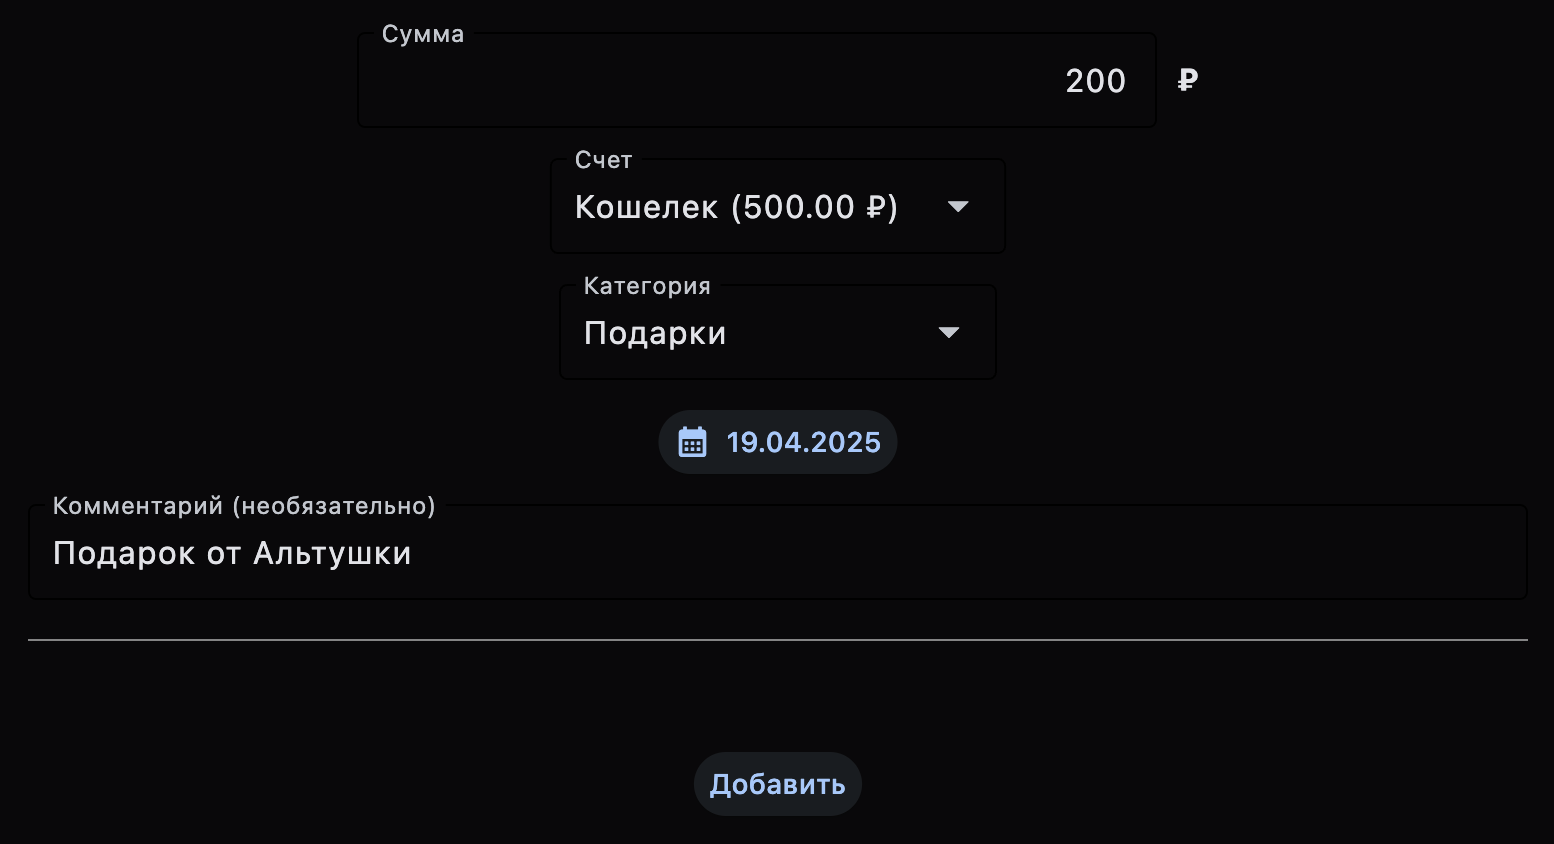 Сумма
200 ₽
Счет
Кошелек (500.00 ₽)
Категория
Подарки
19.04.2025
Комментарий (необязательно)
Подарок от Альтушки
Добавить